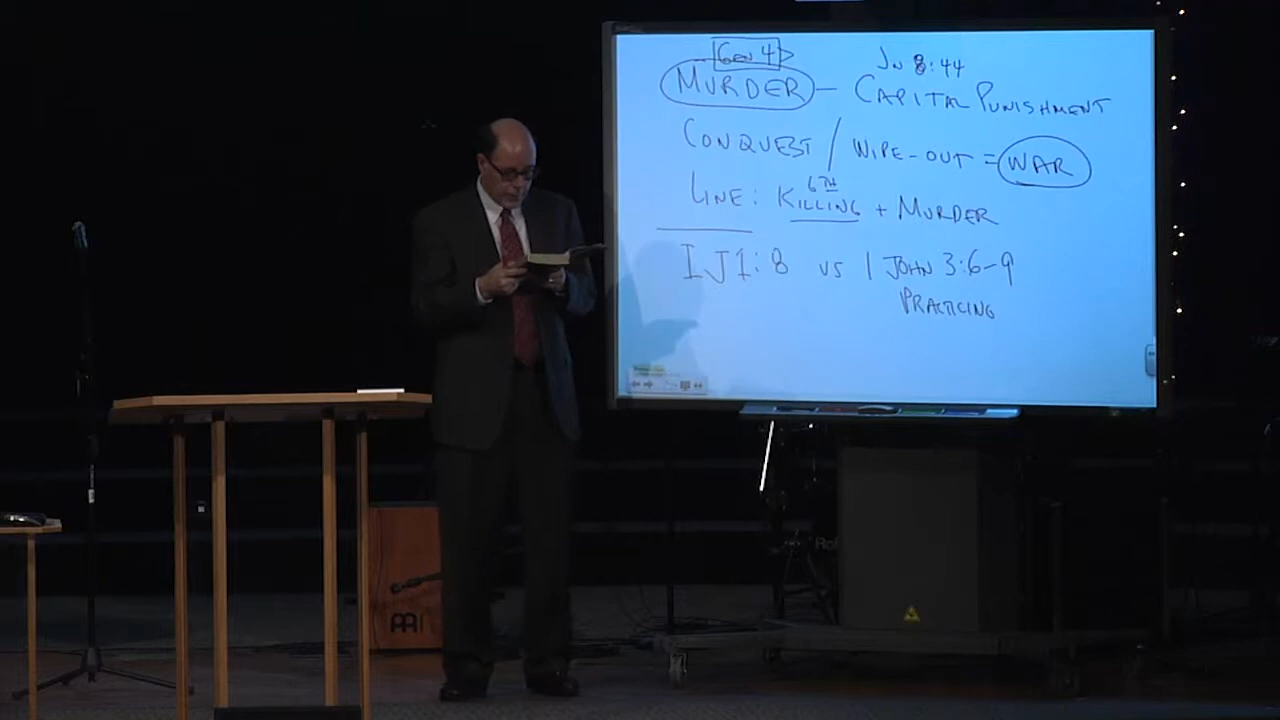 GEN 4
JN 8:44
MURDER — CAPITAL PUNISHMENT
CONQUEST / WIPE-OUT = WAR
6TH
LINE: KILLING + MURDER
I J 1:8 VS 1 JOHN 3:6-9
PRACTICING
MEINL